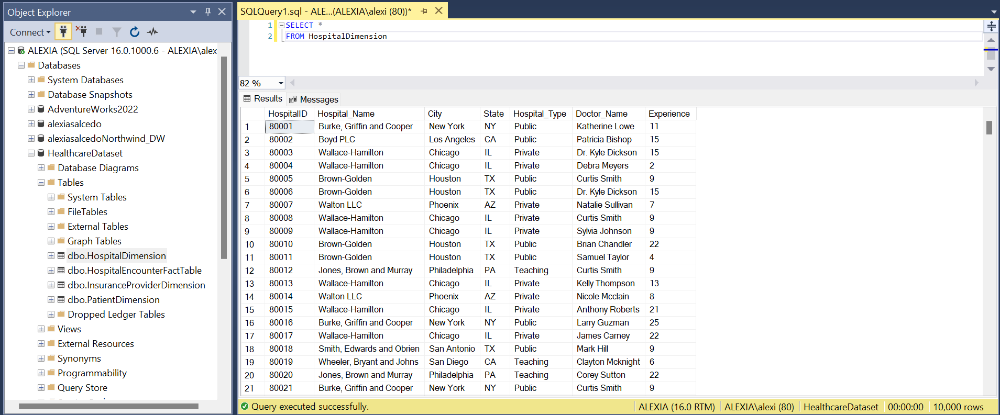 Object Explorer
Connect
ALEXIA (SQL Server 16.0.1000.6 - ALEXIA\alex
Databases
System Databases
Database Snapshots
AdventureWorks2022
alexiasalcedo
alexiasalcedoNorthwind_DW
HealthcareDataset
Database Diagrams
Tables
System Tables
FileTables
External Tables
Graph Tables
dbo.HospitalDimension
dbo.HospitalEncounterFactTable
dbo.InsuranceProviderDimension
dbo.PatientDimension
Dropped Ledger Tables
Views
External Resources
Synonyms
Programmability
Query Store
SQLQuery1.sql - ALE...(ALEXIA\alexi (80))*
1 SELECT *
2 FROM HospitalDimension
82 %
Results Messages
HospitalID Hospital_Name City State Hospital_Type Doctor_Name Experience
1 80001 Burke, Griffin and Cooper New York NY Public Katherine Lowe 11
2 80002 Boyd PLC Los Angeles CA Public Patricia Bishop 15
3 80003 Wallace-Hamilton Chicago IL Private Dr. Kyle Dickson 15
4 80004 Wallace-Hamilton Chicago IL Private Debra Meyers 2
5 80005 Brown-Golden Houston TX Public Curtis Smith 9
6 80006 Brown-Golden Houston TX Public Dr. Kyle Dickson 15
7 80007 Walton LLC Phoenix AZ Private Natalie Sullivan 7
8 80008 Wallace-Hamilton Chicago IL Private Curtis Smith 9
9 80009 Wallace-Hamilton Chicago IL Private Sylvia Johnson 9
10 80010 Brown-Golden Houston TX Public Brian Chandler 22
11 80011 Brown-Golden Houston TX Public Samuel Taylor 4
12 80012 Jones, Brown and Murray Philadelphia PA Teaching Curtis Smith 9
13 80013 Wallace-Hamilton Chicago IL Private Kelly Thompson 13
14 80014 Walton LLC Phoenix AZ Private Nicole Mcclain 8
15 80015 Wallace-Hamilton Chicago IL Private Anthony Roberts 21
16 80016 Burke, Griffin and Cooper New York NY Public Larry Guzman 25
17 80017 Wallace-Hamilton Chicago IL Private James Carney 22
18 80018 Smith, Edwards and Obrien San Antonio TX Public Mark Hill 9
19 80019 Wheeler, Bryant and Johns San Diego CA Teaching Clayton Mcknight 6
20 80020 Jones, Brown and Murray Philadelphia PA Teaching Corey Sutton 22
21 80021 Burke, Griffin and Cooper New York NY Public Curtis Smith 9
Query executed successfully. ALEXIA (16.0 RTM) ALEXIA\alexi (80) HealthcareDataset 00:00:00 10,000 rows